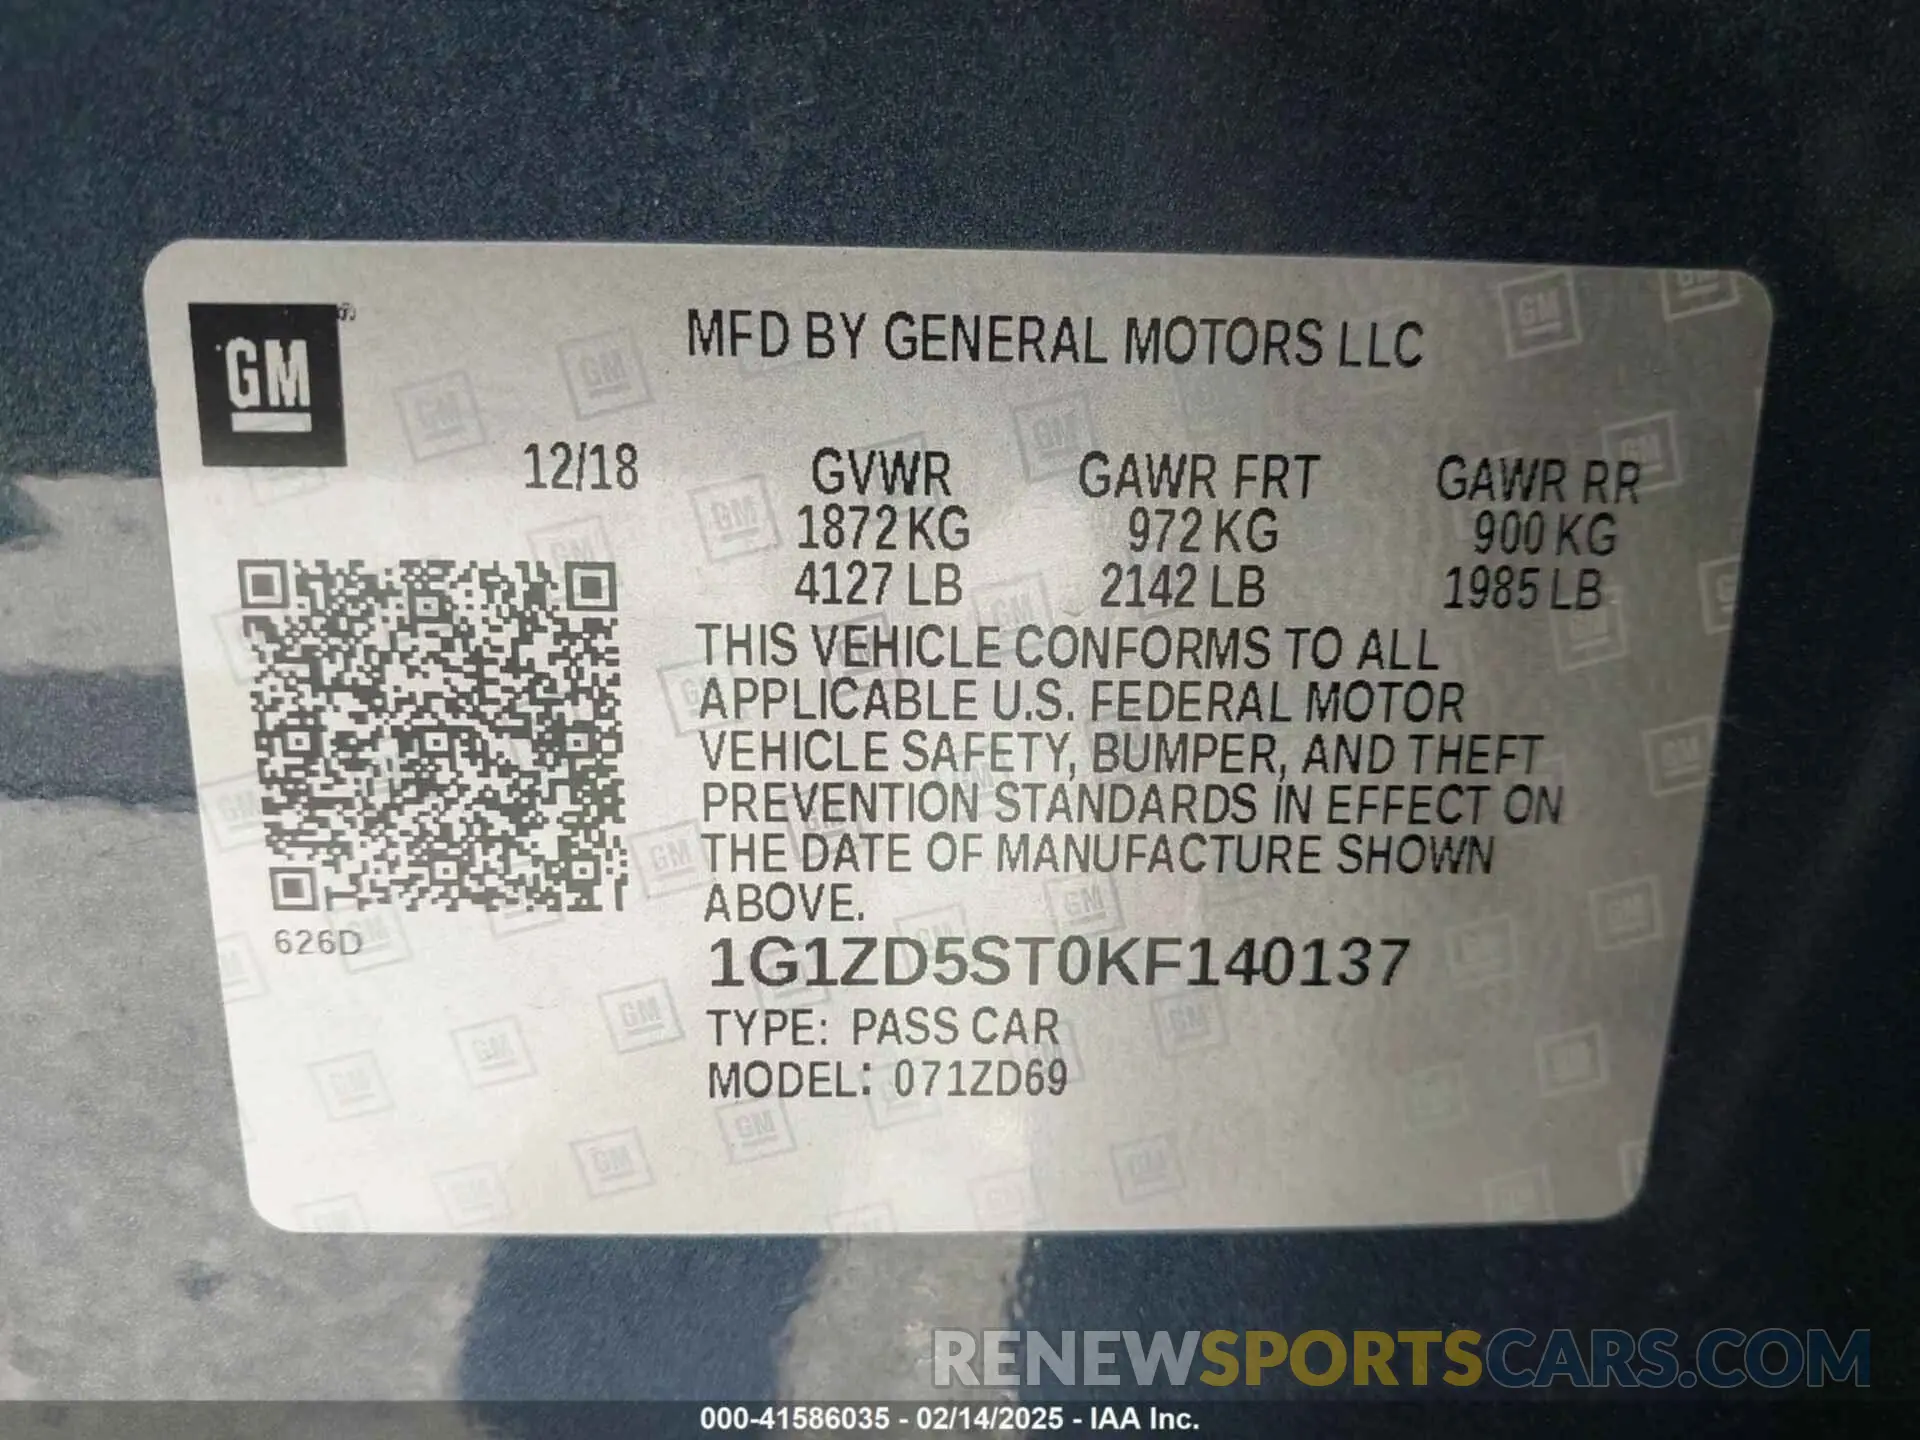 GM®
MFD BY GENERAL MOTORS LLC
12/18 GVWR GAWR FRT GAWR RR
1872 KG 972 KG 900 KG
4127 LB 2142 LB 1985 LB
THIS VEHICLE CONFORMS TO ALL
APPLICABLE U.S. FEDERAL MOTOR
VEHICLE SAFETY, BUMPER, AND THEFT
PREVENTION STANDARDS IN EFFECT ON
THE DATE OF MANUFACTURE SHOWN
ABOVE.
626D
1G1ZD5ST0KF140137
TYPE: PASS CAR
MODEL: 071ZD69
RENEWSPORTSCARS.COM
000-41586035 - 02/14/2025 - IAA Inc.